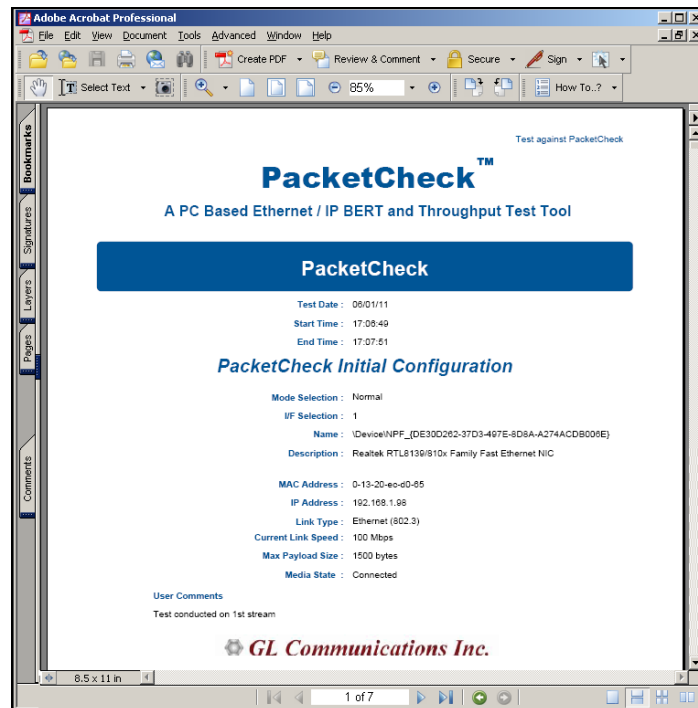 Adobe Acrobat Professional
File Edit View Document Tools Advanced Window Help
Create PDF Review & Comment Secure Sign
Select Text 85% How To..?
Bookmarks
Signatures
Layers
Pages
Comments
Test against PacketCheck
PacketCheck™
A PC Based Ethernet / IP BERT and Throughput Test Tool
PacketCheck
Test Date : 06/01/11
Start Time : 17:06:49
End Time : 17:07:51
PacketCheck Initial Configuration
Mode Selection : Normal
I/F Selection : 1
Name : \Device\NPF_{DE30D262-37D3-497E-8D8A-A274ACDB006E}
Description : Realtek RTL8139/810x Family Fast Ethernet NIC
MAC Address : 0-13-20-ec-d0-65
IP Address : 192.168.1.98
Link Type : Ethernet (802.3)
Current Link Speed : 100 Mbps
Max Payload Size : 1500 bytes
Media State : Connected
User Comments
Test conducted on 1st stream
GL Communications Inc.
8.5 x 11 in
1 of 7